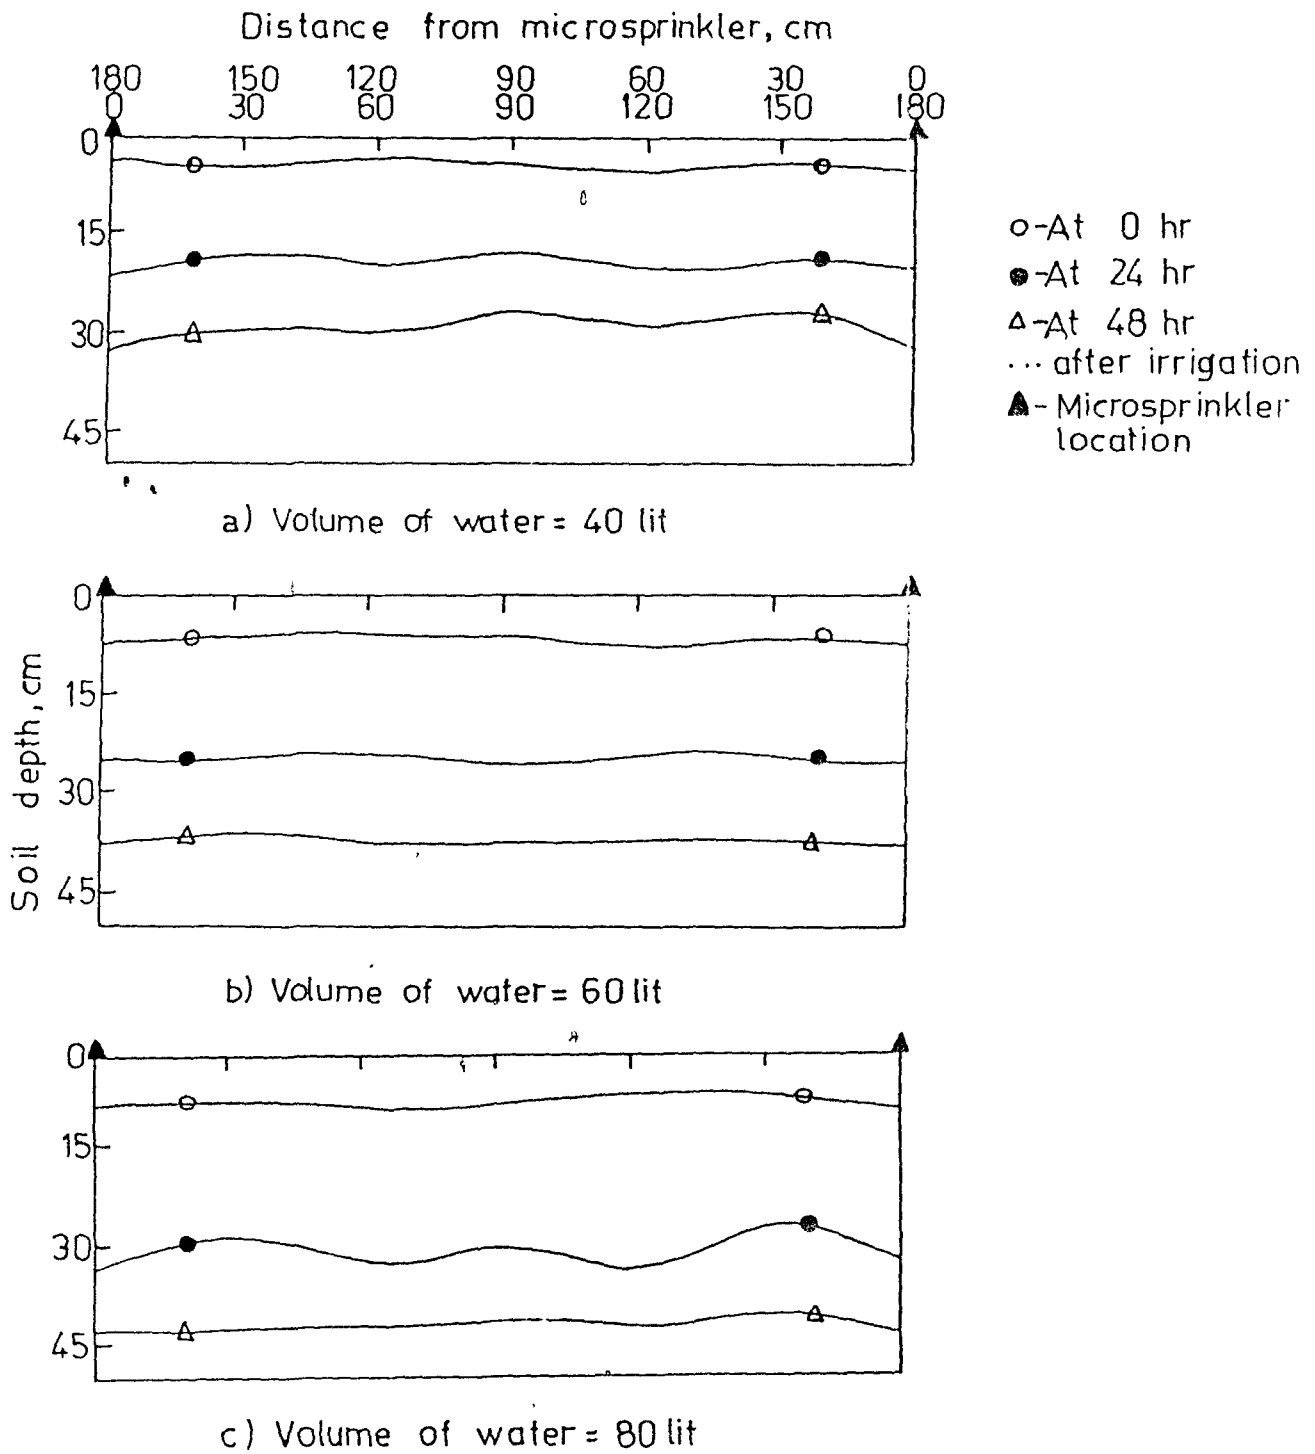 Distance from microsprinkler, cm
180 150 120 90 60 30 0
0 30 60 90 120 150 180
0
15
30
45
o-At 0 hr
●-At 24 hr
△-At 48 hr
... after irrigation
▲- Microsprinkler
location
a) Volume of water = 40 lit
Soil depth, cm
0
15
30
45
b) Volume of water = 60 lit
0
15
30
45
c) Volume of water = 80 lit